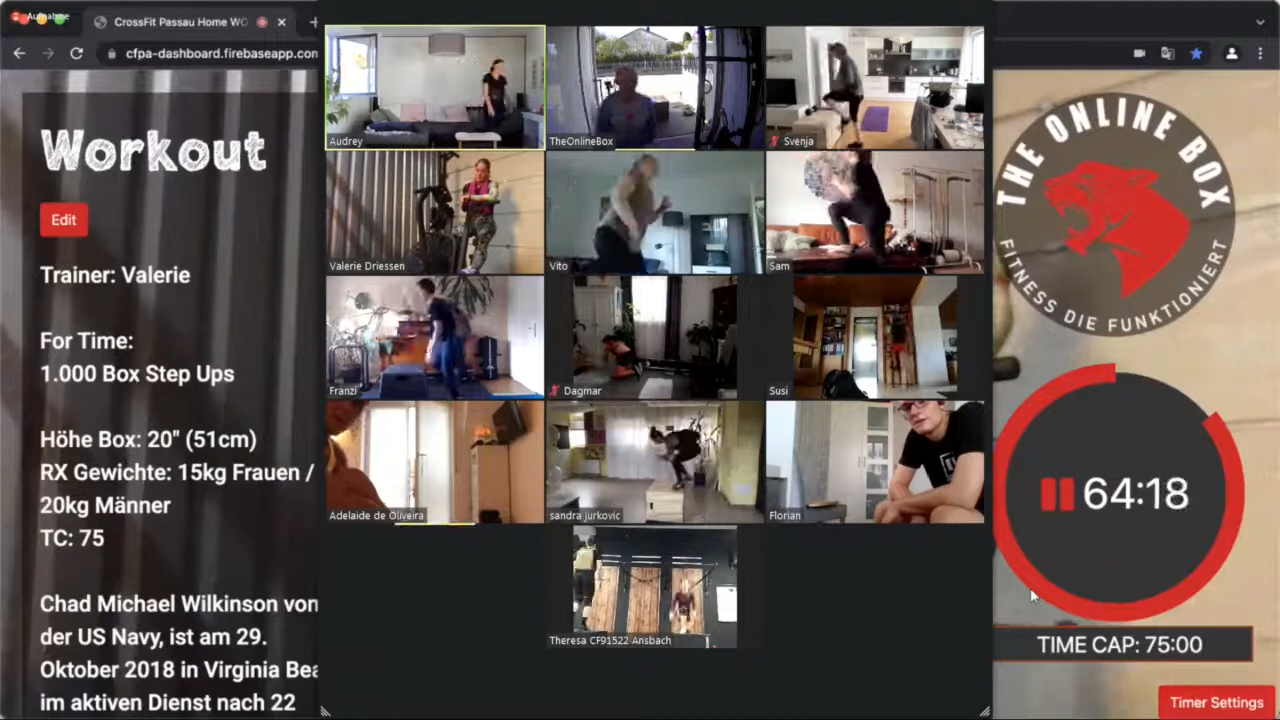 Aufnahme
CrossFit Passau Home WO
cfpa-dashboard.firebaseapp.com
Workout
Edit
Trainer: Valerie
For Time:
1.000 Box Step Ups
Höhe Box: 20" (51cm)
RX Gewichte: 15kg Frauen /
20kg Männer
TC: 75
Chad Michael Wilkinson von
der US Navy, ist am 29.
Oktober 2018 in Virginia Bea
im aktiven Dienst nach 22
Audrey
TheOnlineBox
Svenja
Valerie Driessen
Vito
Sam
Franzi
Dagmar
Susi
Adelaide de Oliveira
sandra jurkovic
Florian
Theresa CF91522 Ansbach
THE ONLINE BOX
FITNESS DIE FUNKTIONIERT
64:18
TIME CAP: 75:00
Timer Settings